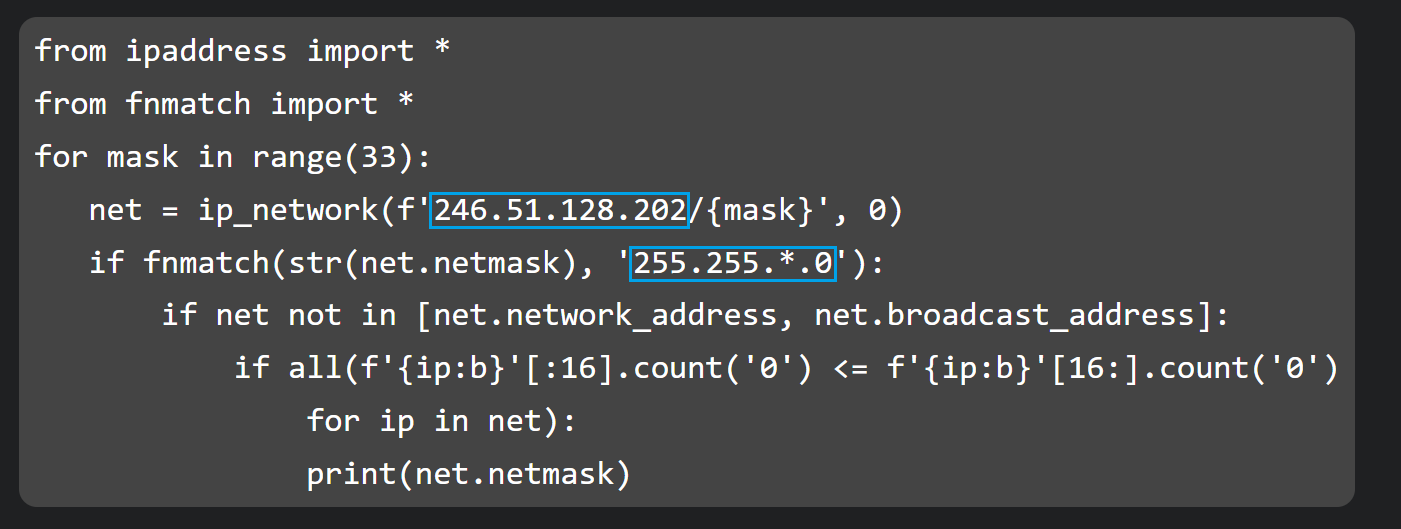 from ipaddress import *
from fnmatch import *
for mask in range(33):
   net = ip_network(f'246.51.128.202/{mask}', 0)
   if fnmatch(str(net.netmask), '255.255.*.0'):
       if net not in [net.network_address, net.broadcast_address]:
           if all(f'{ip:b}'[:16].count('0') <= f'{ip:b}'[16:].count('0')
               for ip in net):
               print(net.netmask)